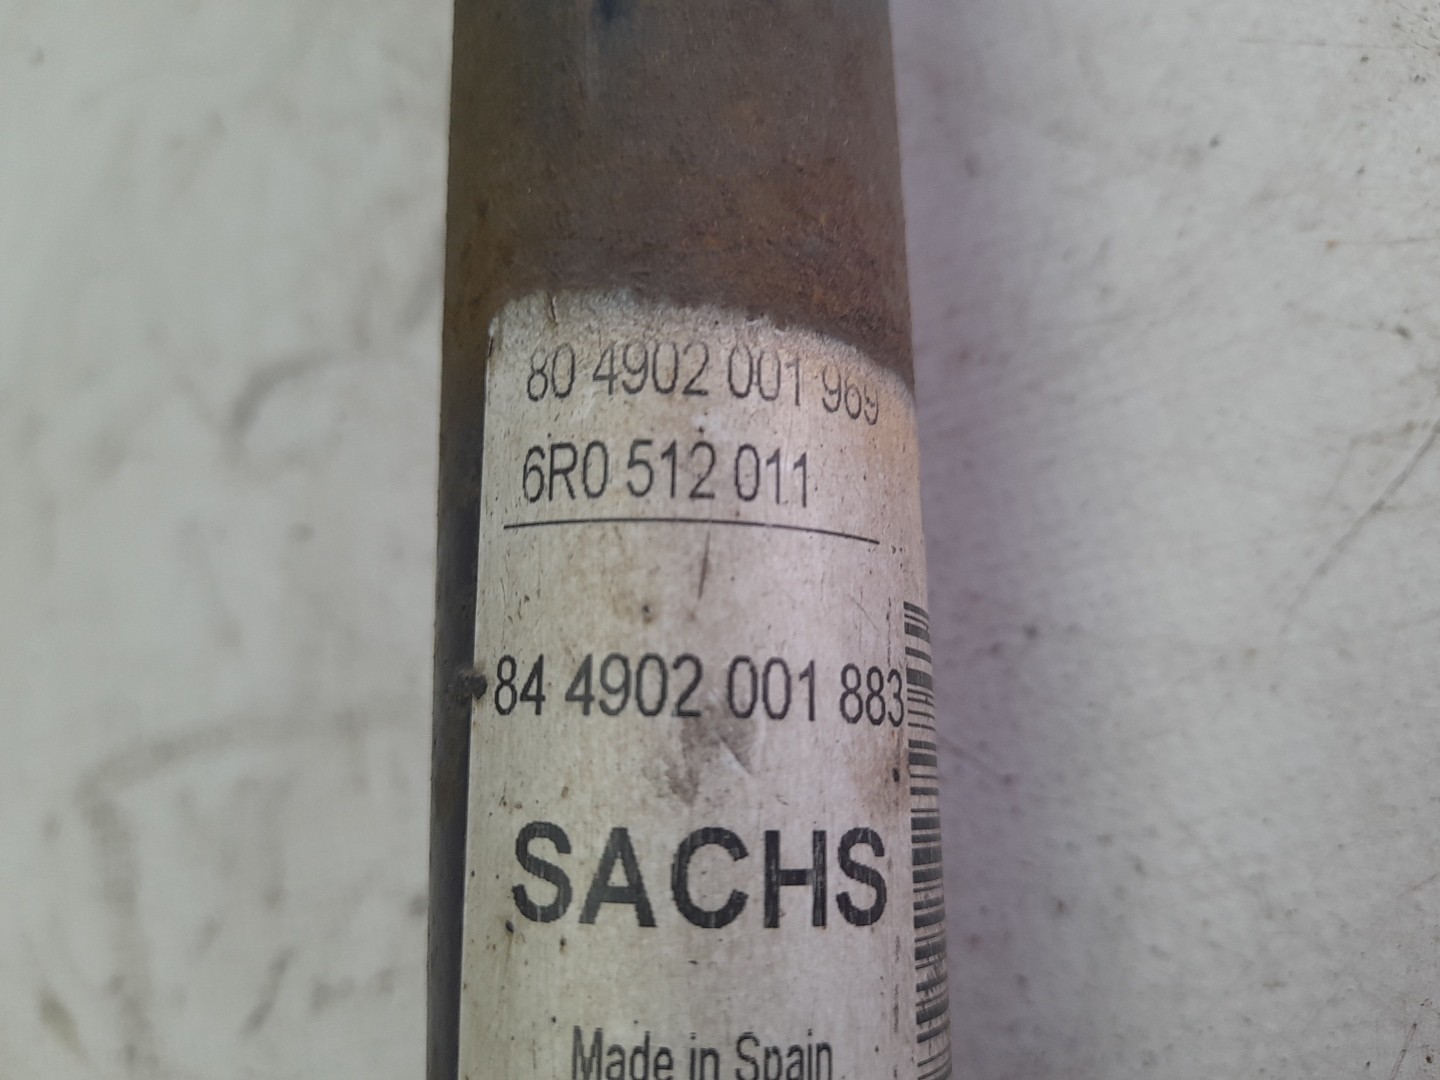 80 4902 001 969
6R0 512 011
84 4902 001 883
SACHS
Made in Spain